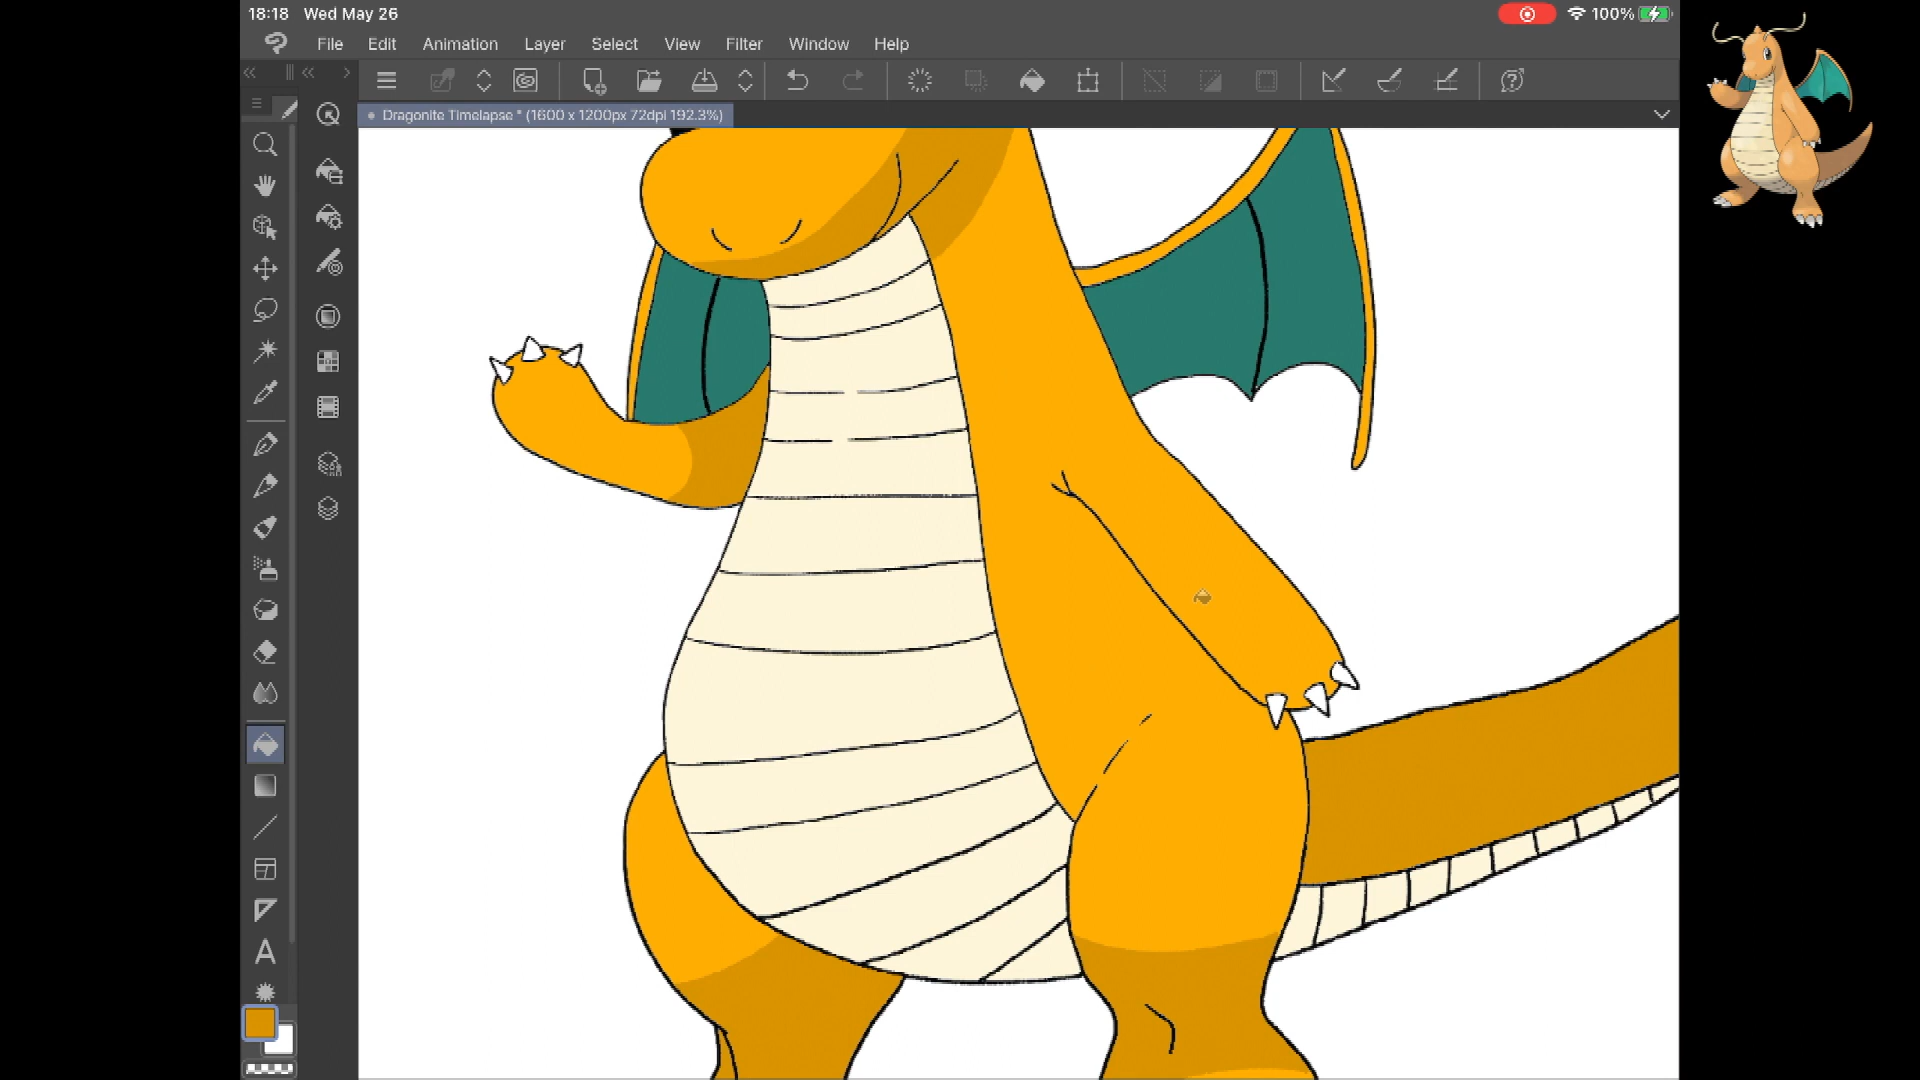 18:18 Wed May 26
100%
File Edit Animation Layer Select View Filter Window Help
Dragonite Timelapse * (1600 x 1200px 72dpi 192.3%)
A